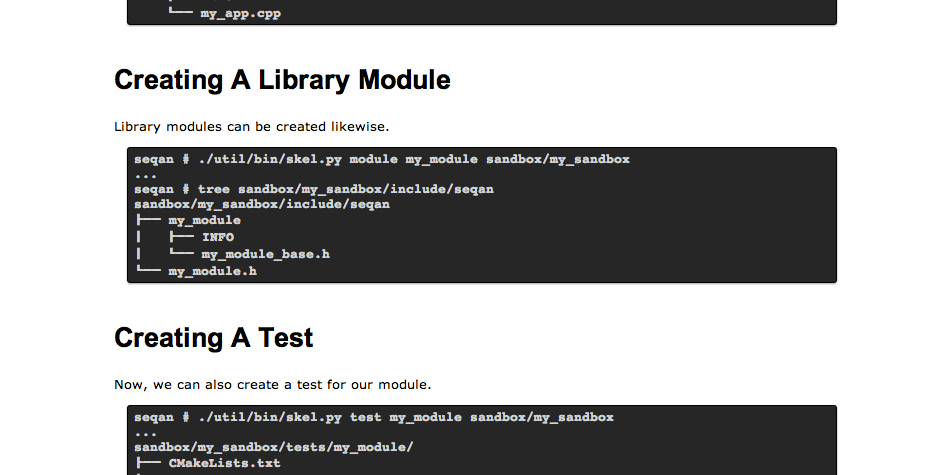 └── my_app.cpp
Creating A Library Module
Library modules can be created likewise.
seqan # ./util/bin/skel.py module my_module sandbox/my_sandbox
...
seqan # tree sandbox/my_sandbox/include/seqan
sandbox/my_sandbox/include/seqan
├── my_module
│   ├── INFO
│   └── my_module_base.h
└── my_module.h
Creating A Test
Now, we can also create a test for our module.
seqan # ./util/bin/skel.py test my_module sandbox/my_sandbox
...
sandbox/my_sandbox/tests/my_module/
├── CMakeLists.txt